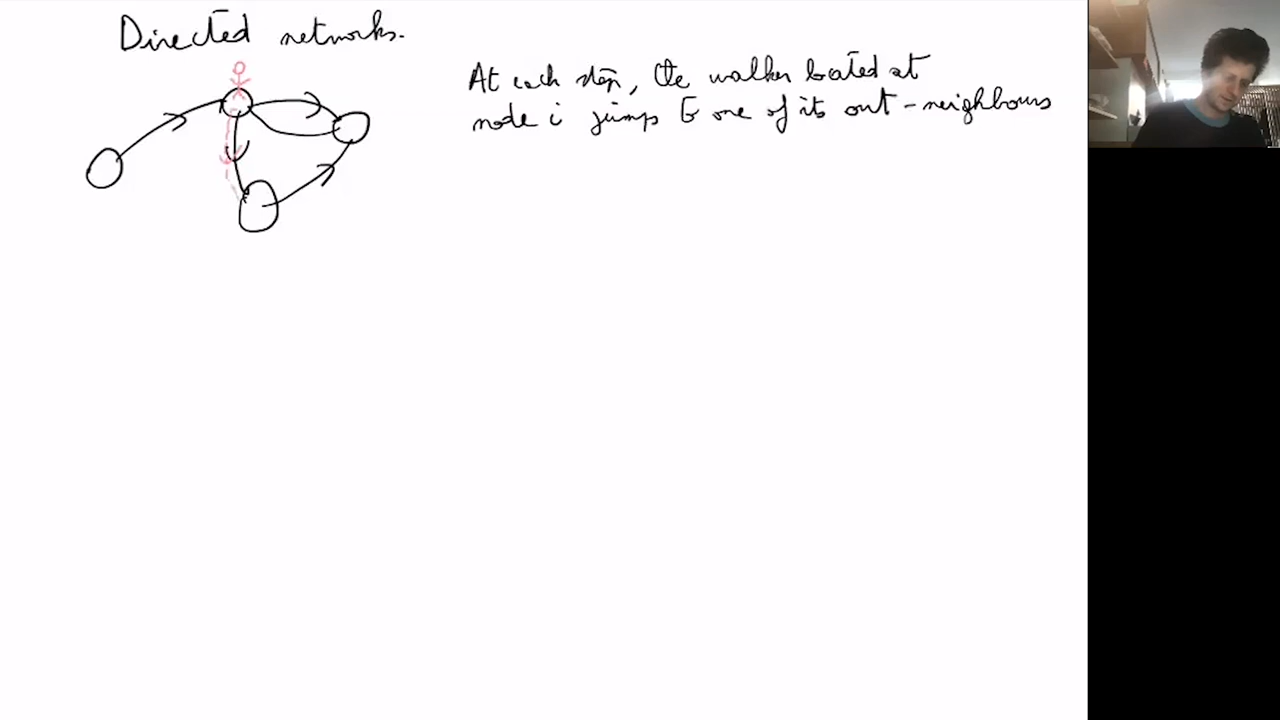 Directed networks.
At each step, the walker located at
node i jumps to one of its out-neighbours